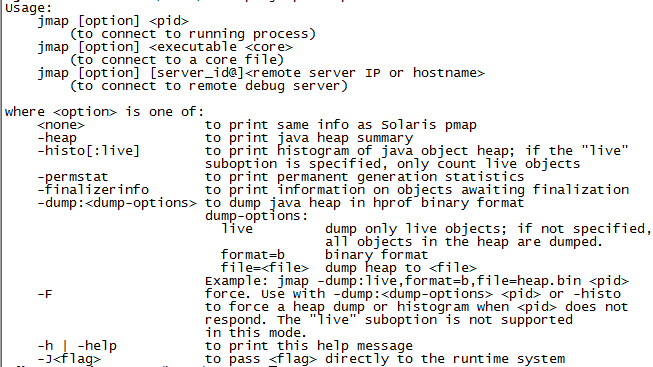 Usage:
jmap [option] <pid>
(to connect to running process)
jmap [option] <executable <core>
(to connect to a core file)
jmap [option] [server_id@]<remote server IP or hostname>
(to connect to remote debug server)
where <option> is one of:
<none> to print same info as Solaris pmap
-heap to print java heap summary
-histo[:live] to print histogram of java object heap; if the "live"
suboption is specified, only count live objects
-permstat to print permanent generation statistics
-finalizerinfo to print information on objects awaiting finalization
-dump:<dump-options> to dump java heap in hprof binary format
dump-options:
live dump only live objects; if not specified,
all objects in the heap are dumped.
format=b binary format
file=<file> dump heap to <file>
Example: jmap -dump:live,format=b,file=heap.bin <pid>
-F force. Use with -dump:<dump-options> <pid> or -histo
to force a heap dump or histogram when <pid> does not
respond. The "live" suboption is not supported
in this mode.
-h | -help to print this help message
-J<flag> to pass <flag> directly to the runtime system